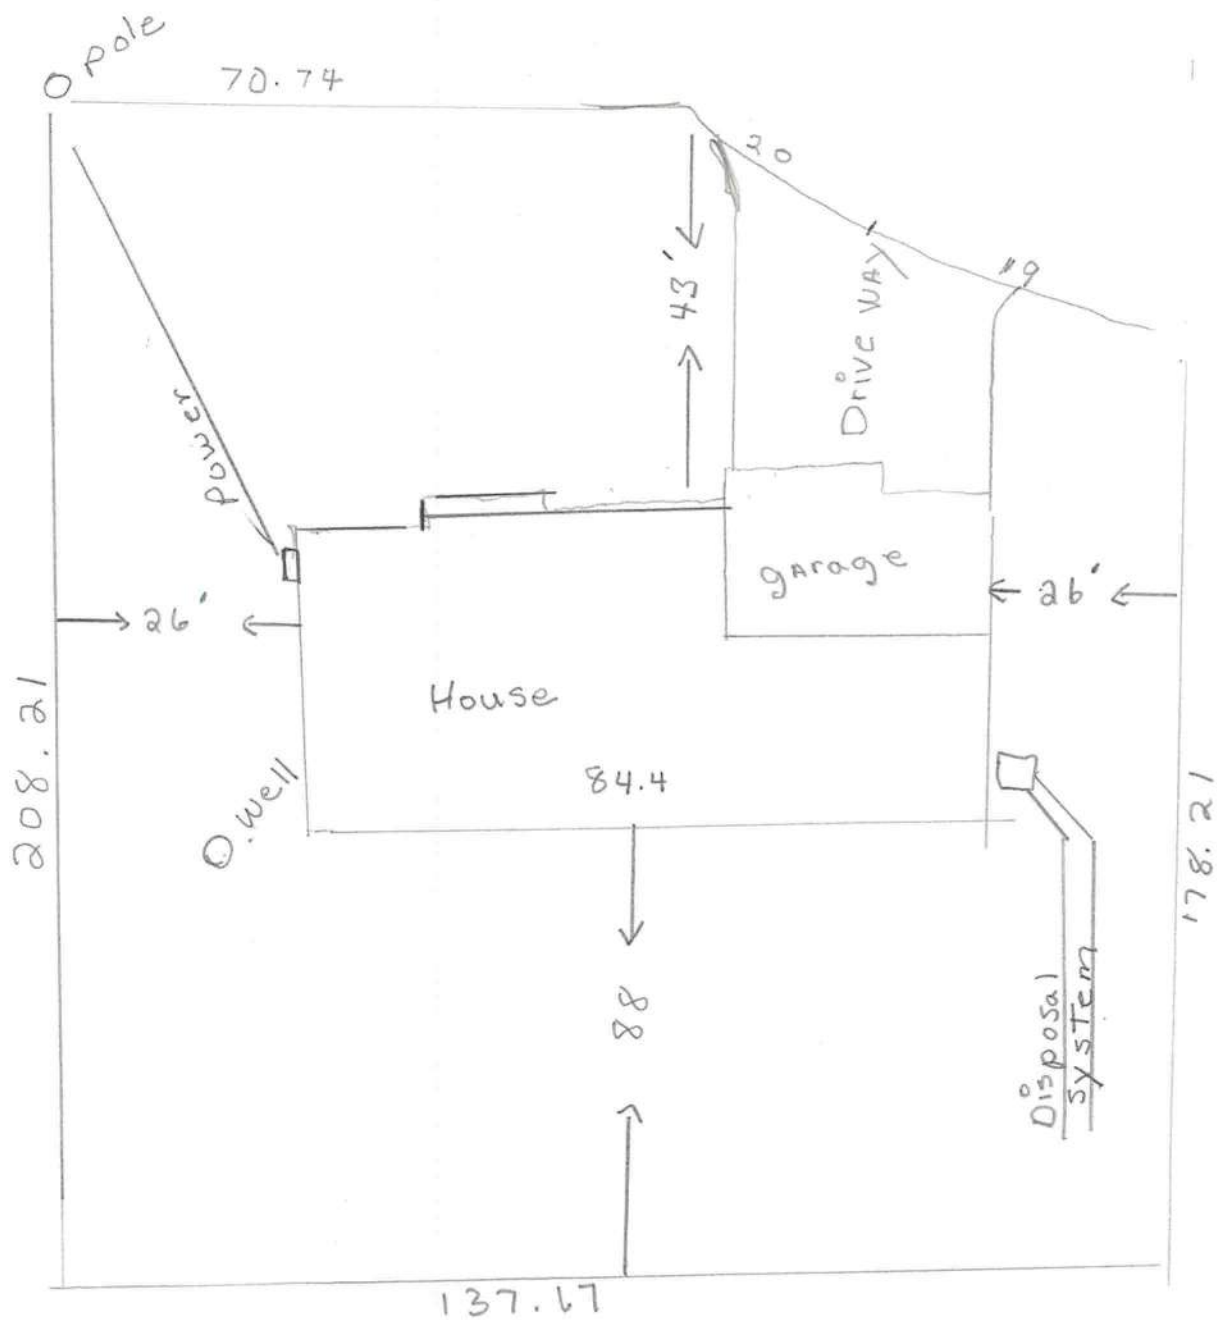 O pole
70.74
20
19
43'
Drive WAY
power
garage
26'
26'
House
84.4
O.Well
208.21
178.21
88
Disposal
system
137.67